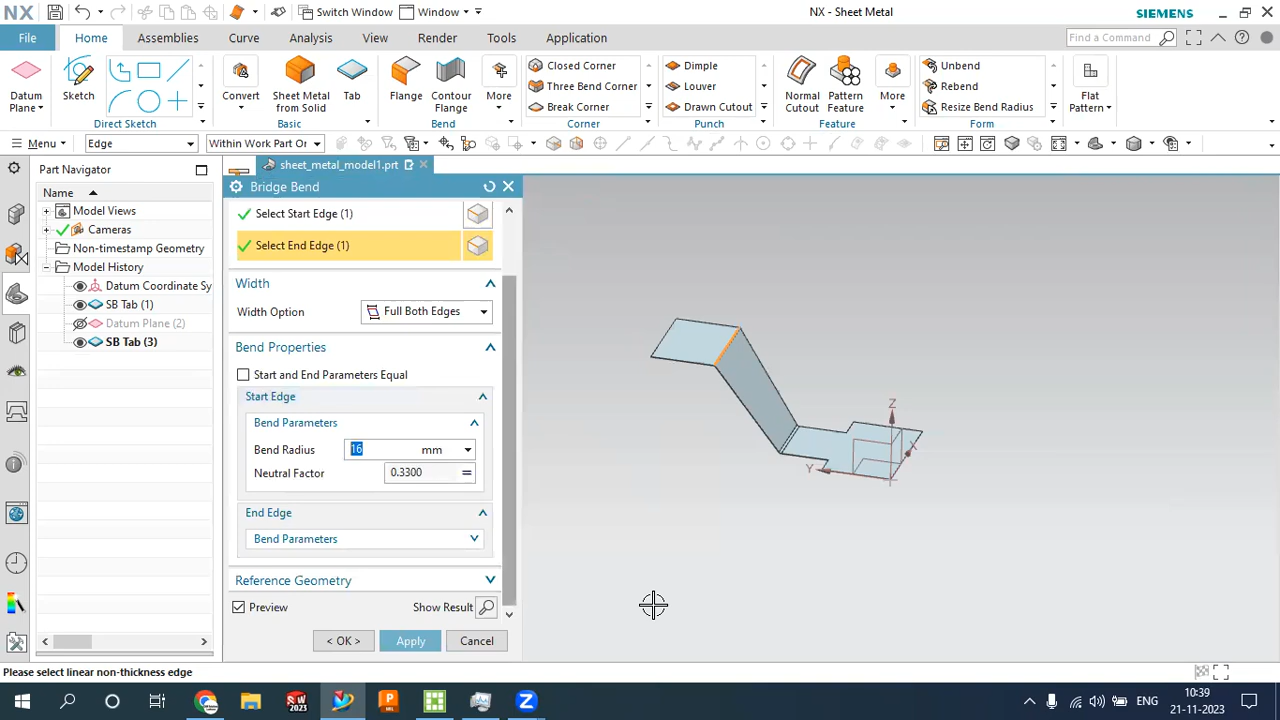 NX
Switch Window
Window
NX - Sheet Metal
SIEMENS
File
Home
Assemblies
Curve
Analysis
View
Render
Tools
Application
Find a Command
Datum Plane
Sketch
Direct Sketch
Convert
Sheet Metal from Solid
Tab
Basic
Flange
Contour Flange
More
Bend
Closed Corner
Three Bend Corner
Break Corner
Corner
Dimple
Louver
Drawn Cutout
Punch
Normal Cutout
Pattern Feature
More
Feature
Unbend
Rebend
Resize Bend Radius
Form
Flat Pattern
Menu
Edge
Within Work Part On
Part Navigator
Name
Model Views
Cameras
Non-timestamp Geometry
Model History
Datum Coordinate Sy
SB Tab (1)
Datum Plane (2)
SB Tab (3)
sheet_metal_model1.prt
Bridge Bend
Select Start Edge (1)
Select End Edge (1)
Width
Width Option
Full Both Edges
Bend Properties
Start and End Parameters Equal
Start Edge
Bend Parameters
Bend Radius
16 mm
Neutral Factor
0.3300 =
End Edge
Bend Parameters
Reference Geometry
Preview
Show Result
< OK >
Apply
Cancel
Z
X
Y
Please select linear non-thickness edge
SW
2023
P
ENG
10:39
21-11-2023